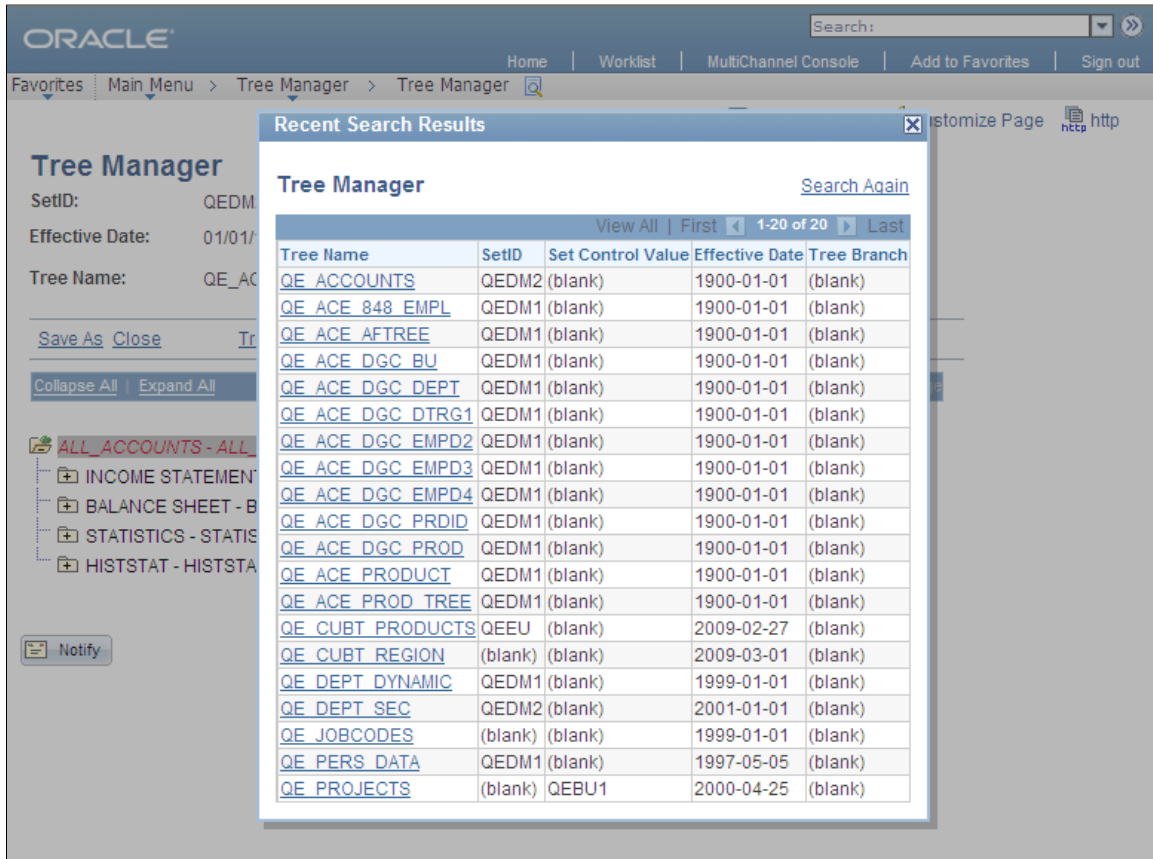 ORACLE
Search:
Home | Worklist | MultiChannel Console | Add to Favorites | Sign out
Favorites Main Menu > Tree Manager > Tree Manager
Recent Search Results
Page http
Tree Manager
SetID:
Effective Date: 01/01/
Tree Name:
Save As Close
Collapse All | Expand All
INCOME
BALANCE SHEET -
STATISTICS -
HISTSTAT -
Notify
Tree Manager Search Again
View All | First 1-20 of 20 Last
Tree Name SetID Set Control Value Effective Date Tree Branch
QE_ACCOUNTS QEDM2 (blank) 1900-01-01 (blank)
QE_ACE_848_EMPL QEDM1 (blank) 1900-01-01 (blank)
QE_ACE_AFTREE QEDM1 (blank) 1900-01-01 (blank)
QE_ACE_DGC_BU QEDM1 (blank) 1900-01-01 (blank)
QE_ACE_DGC_DEPT QEDM1 (blank) 1900-01-01 (blank)
QE_ACE_DGC_DTRG1 QEDM1 (blank) 1900-01-01 (blank)
QE_ACE_DGC_EMPD2 QEDM1 (blank) 1900-01-01 (blank)
QE_ACE_DGC_EMPD3 QEDM1 (blank) 1900-01-01 (blank)
QE_ACE_DGC_EMPD4 QEDM1 (blank) 1900-01-01 (blank)
QE_ACE_DGC_PRDID QEDM1 (blank) 1900-01-01 (blank)
QE_ACE_DGC_PROD QEDM1 (blank) 1900-01-01 (blank)
QE_ACE_PRODUCT QEDM1 (blank) 1900-01-01 (blank)
QE_ACE_PROD_TREE QEDM1 (blank) 1900-01-01 (blank)
QE_CUBT_PRODUCTS QEEU (blank) 2009-02-27 (blank)
QE_CUBT_REGION (blank) (blank) 2009-03-01 (blank)
QE_DEPT_DYNAMIC QEDM1 (blank) 1999-01-01 (blank)
QE_DEPT_SEC QEDM2 (blank) 2001-01-01 (blank)
QE_JOBCODES (blank) (blank) 1999-01-01 (blank)
QE_PERS_DATA QEDM1 (blank) 1997-05-05 (blank)
QE_PROJECTS (blank) QEBU1 2000-04-25 (blank)